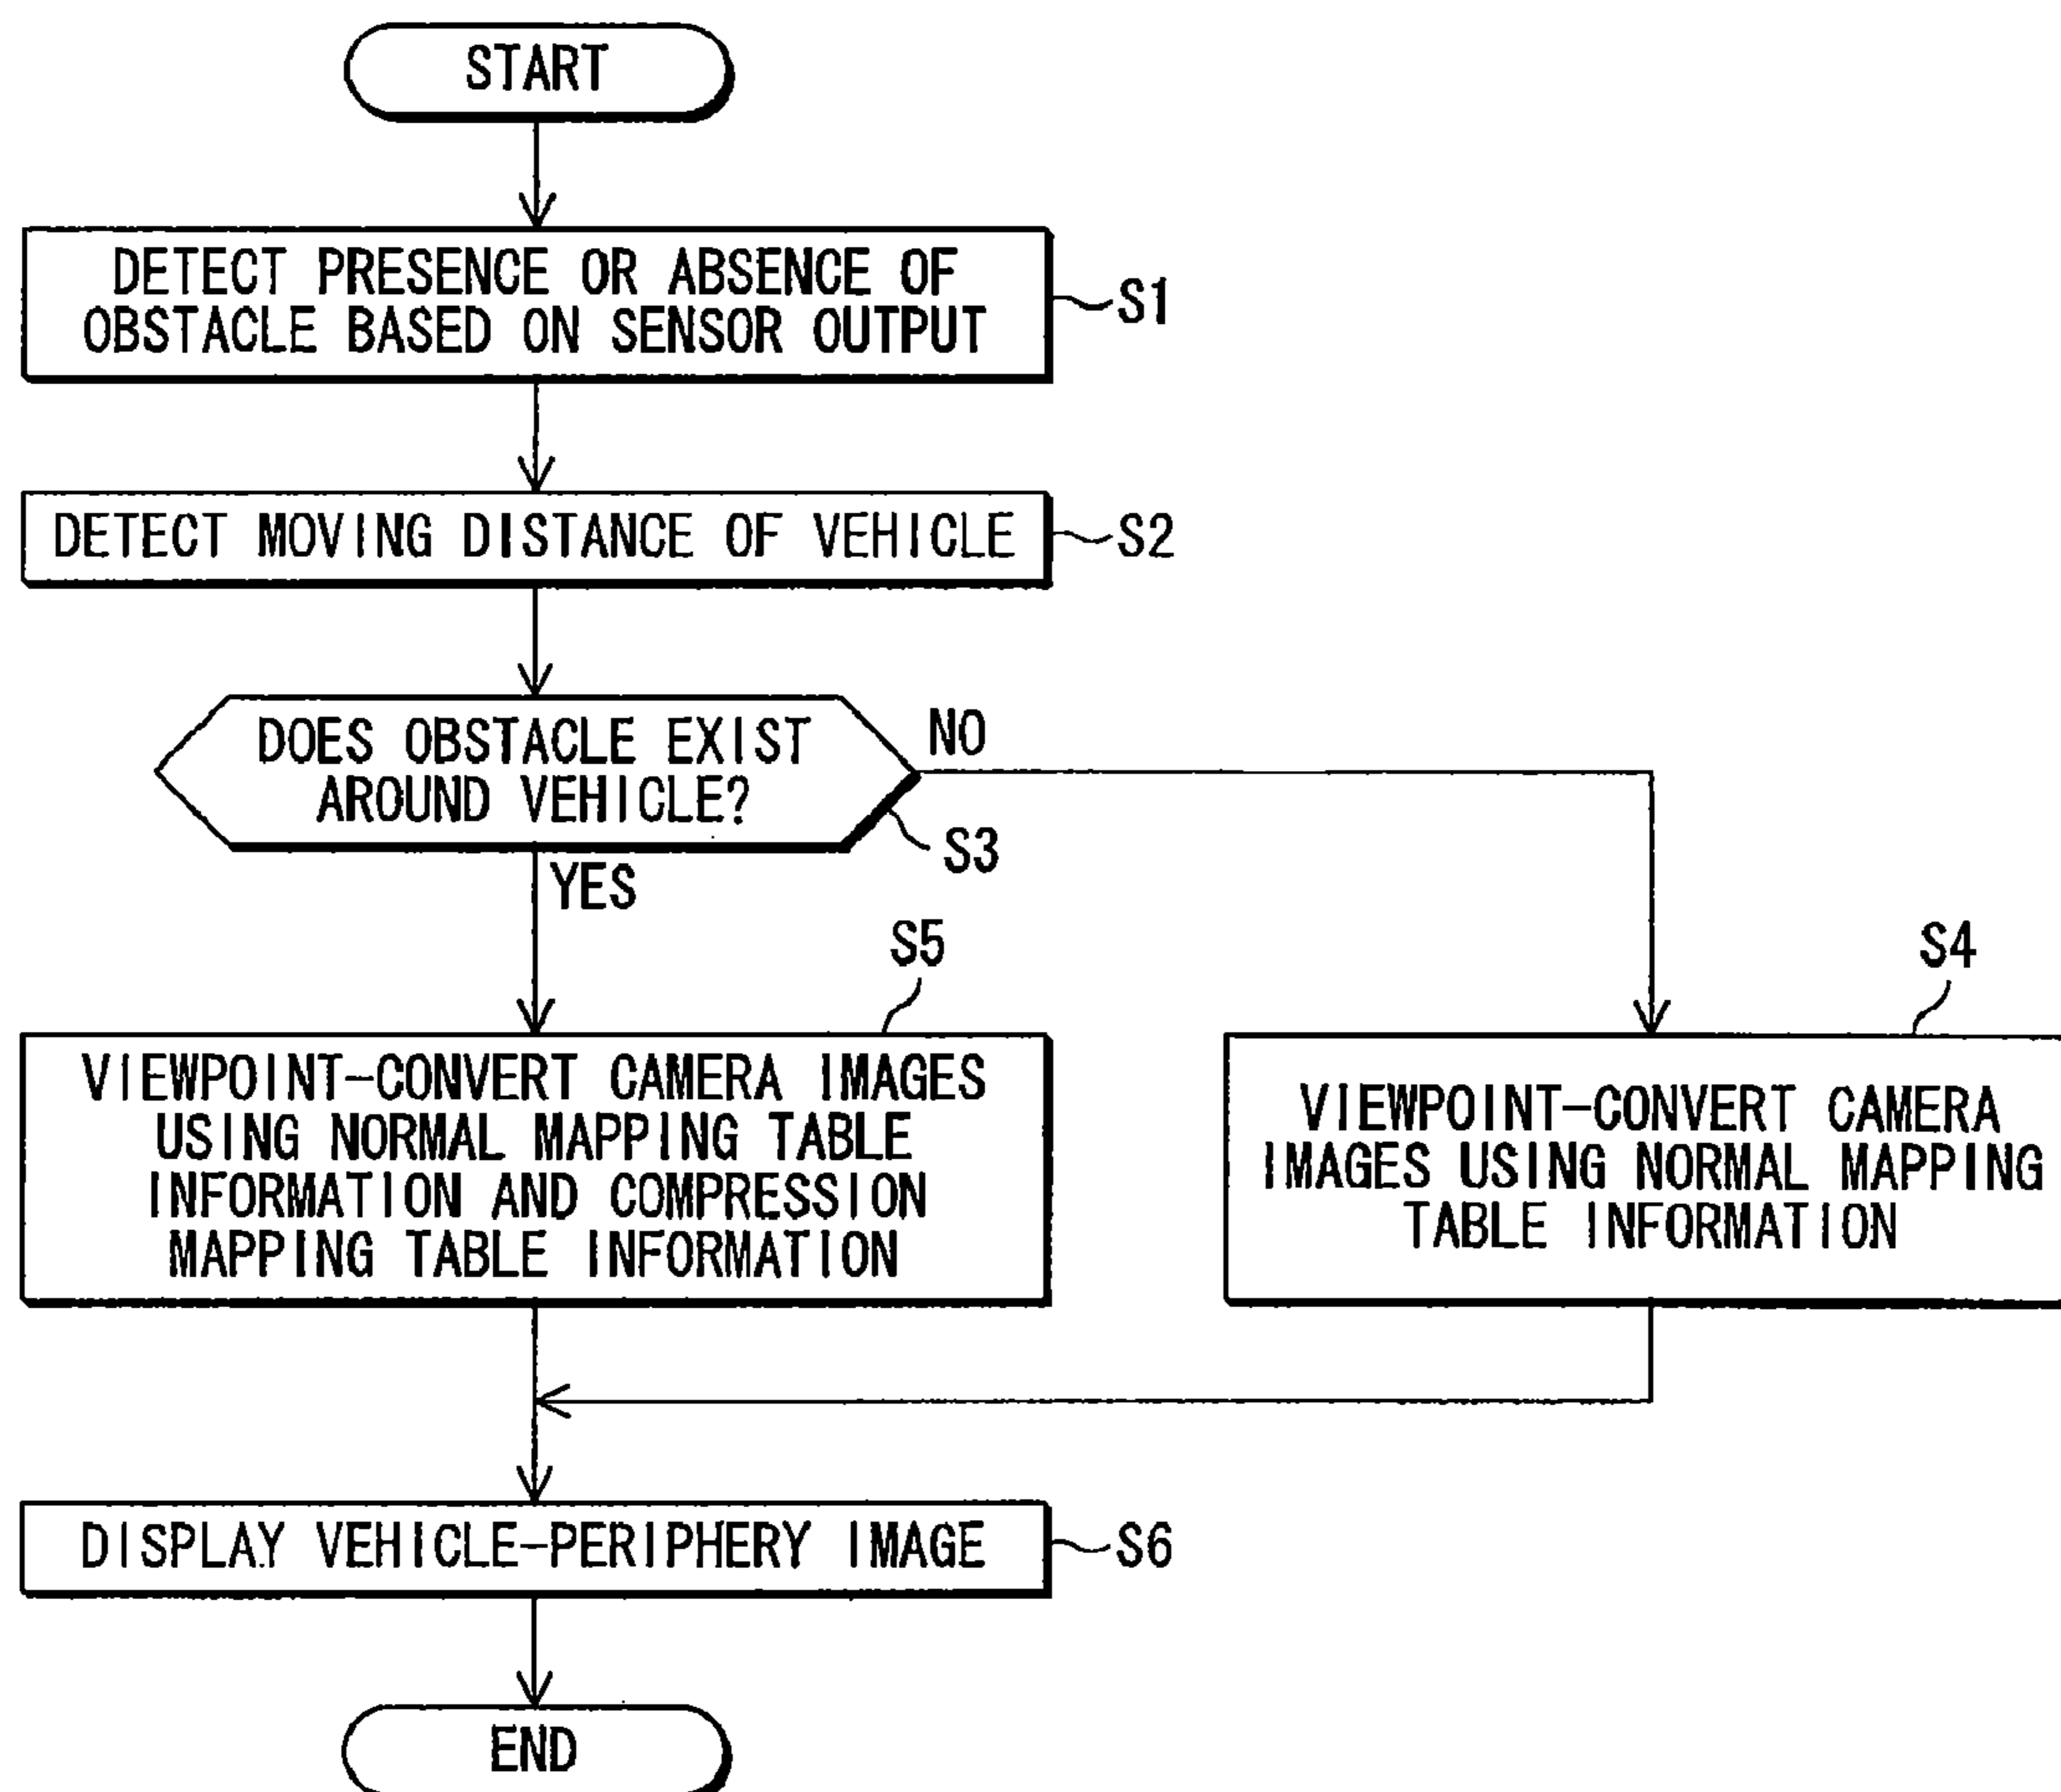 START
DETECT PRESENCE OR ABSENCE OF
OBSTACLE BASED ON SENSOR OUTPUT
S1
DETECT MOVING DISTANCE OF VEHICLE
S2
DOES OBSTACLE EXIST
AROUND VEHICLE?
NO
S3
YES
S5
S4
VIEWPOINT-CONVERT CAMERA IMAGES
USING NORMAL MAPPING TABLE
INFORMATION AND COMPRESSION
MAPPING TABLE INFORMATION
VIEWPOINT-CONVERT CAMERA
IMAGES USING NORMAL MAPPING
TABLE INFORMATION
DISPLAY VEHICLE-PERIPHERY IMAGE
S6
END